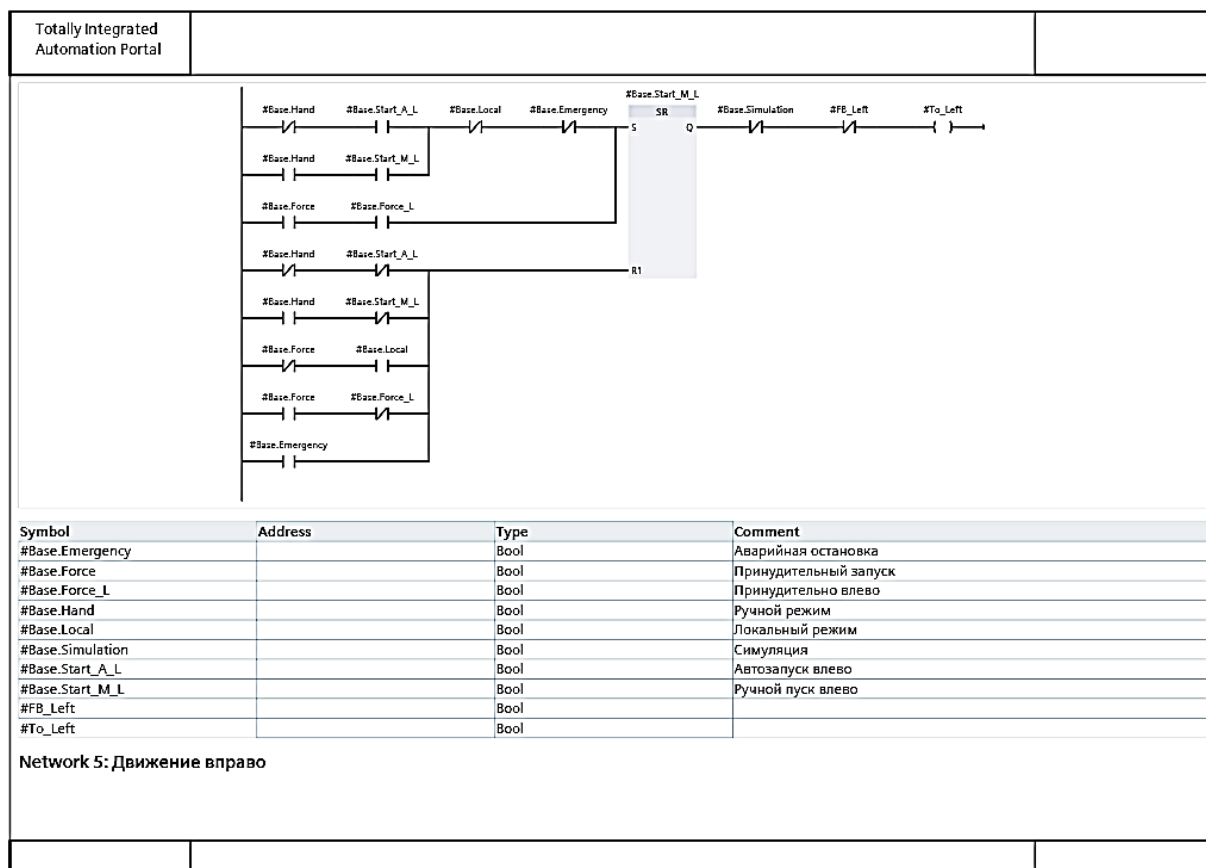 Totally Integrated
Automation Portal
#Base.Start_M_L
#Base.Hand #Base.Start_A_L #Base.Local #Base.Emergency SR #Base.Simulation #FB_Left #To_Left
S Q
#Base.Hand #Base.Start_M_L
#Base.Force #Base.Force_L
#Base.Hand #Base.Start_A_L
R1
#Base.Hand #Base.Start_M_L
#Base.Force #Base.Local
#Base.Force #Base.Force_L
#Base.Emergency
Symbol Address Type Comment
#Base.Emergency Bool Аварийная остановка
#Base.Force Bool Принудительный запуск
#Base.Force_L Bool Принудительно влево
#Base.Hand Bool Ручной режим
#Base.Local Bool Локальный режим
#Base.Simulation Bool Симуляция
#Base.Start_A_L Bool Автозапуск влево
#Base.Start_M_L Bool Ручной пуск влево
#FB_Left Bool
#To_Left Bool
Network 5: Движение вправо